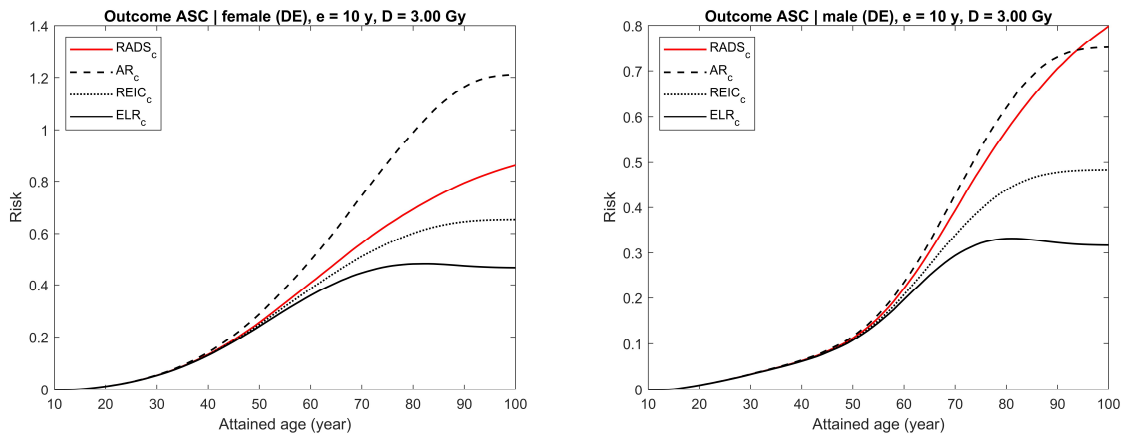 Outcome ASC | female (DE), e = 10 y, D = 3.00 Gy
1.4
1.2
1
0.8
0.6
0.4
0.2
0
Risk
RADS_c
AR_c
REIC_c
ELR_c
10 20 30 40 50 60 70 80 90 100
Attained age (year)
Outcome ASC | male (DE), e = 10 y, D = 3.00 Gy
0.8
0.7
0.6
0.5
0.4
0.3
0.2
0.1
0
Risk
RADS_c
AR_c
REIC_c
ELR_c
10 20 30 40 50 60 70 80 90 100
Attained age (year)